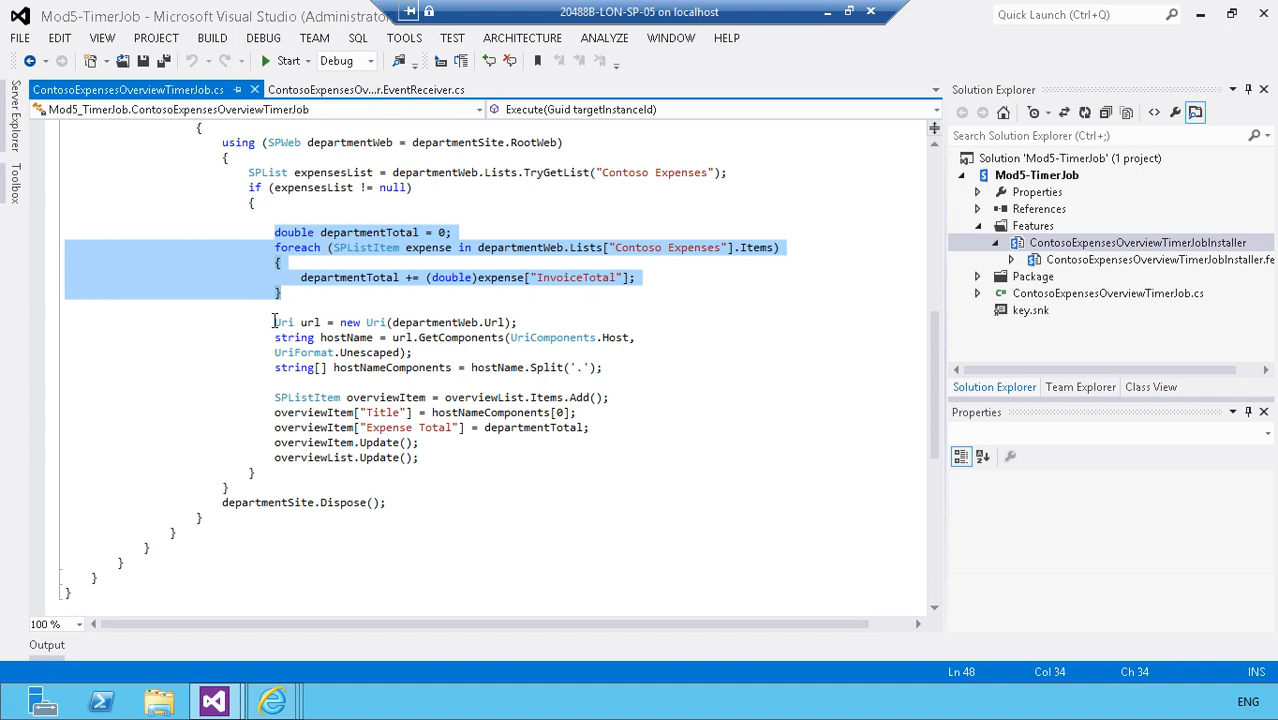 Mod5-TimerJob - Microsoft Visual Studio (Administrator)
20488B-LON-SP-05 on localhost
Quick Launch (Ctrl+;)
FILE EDIT VIEW PROJECT BUILD DEBUG TEAM SQL TOOLS TEST ARCHITECTURE ANALYZE WINDOW HELP
Start Debug
ContosoExpensesOverviewTimerJob.cs
ContosoExpensesOv...r.EventReceiver.cs
Mod5_TimerJob.ContosoExpensesOverviewTimerJob
Execute(Guid targetInstanceId)
Server Explorer
Toolbox
{
using (SPWeb departmentWeb = departmentSite.RootWeb)
{
SPList expensesList = departmentWeb.Lists.TryGetList("Contoso Expenses");
if (expensesList != null)
{
double departmentTotal = 0;
foreach (SPListItem expense in departmentWeb.Lists["Contoso Expenses"].Items)
{
departmentTotal += (double)expense["InvoiceTotal"];
}
Uri url = new Uri(departmentWeb.Url);
string hostName = url.GetComponents(UriComponents.Host,
UriFormat.Unescaped);
string[] hostNameComponents = hostName.Split('.');
SPListItem overviewItem = overviewList.Items.Add();
overviewItem["Title"] = hostNameComponents[0];
overviewItem["Expense Total"] = departmentTotal;
overviewItem.Update();
overviewList.Update();
}
}
departmentSite.Dispose();
}
}
}
}
}
}
100 %
Output
Solution Explorer
Search Solution Explorer (Ctrl+;)
Solution 'Mod5-TimerJob' (1 project)
Mod5-TimerJob
Properties
References
Features
ContosoExpensesOverviewTimerJobInstaller
ContosoExpensesOverviewTimerJobInstaller.fe
Package
ContosoExpensesOverviewTimerJob.cs
key.snk
Solution Explorer Team Explorer Class View
Properties
Ln 48 Col 34 Ch 34 INS
ENG